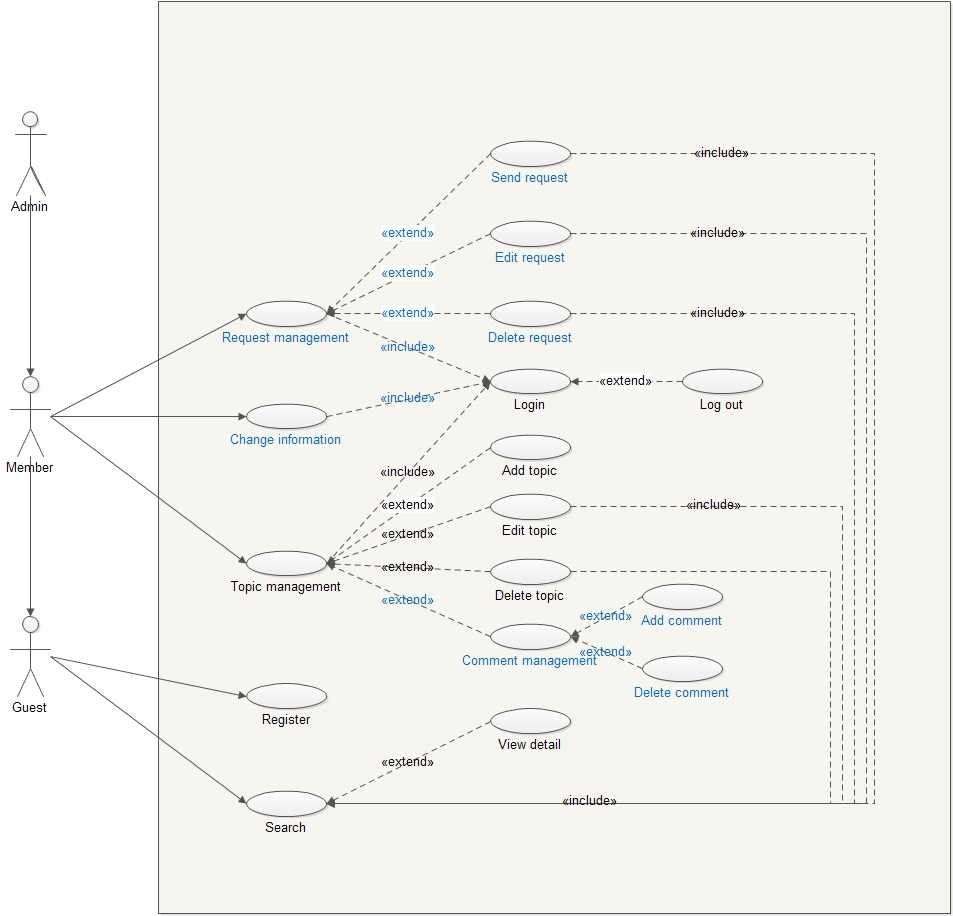 «include»
Send request
Admin
«extend»
«include»
Edit request
«extend»
«extend»
«include»
Request management
Delete request
«include»
«extend»
Login
Log out
«include»
Change information
Member
«include»
Add topic
«extend»
«include»
Edit topic
«extend»
«extend»
Topic management
Delete topic
«extend»
«extend»
Add comment
«extend»
Comment management
Delete comment
Guest
Register
View detail
«extend»
«include»
Search